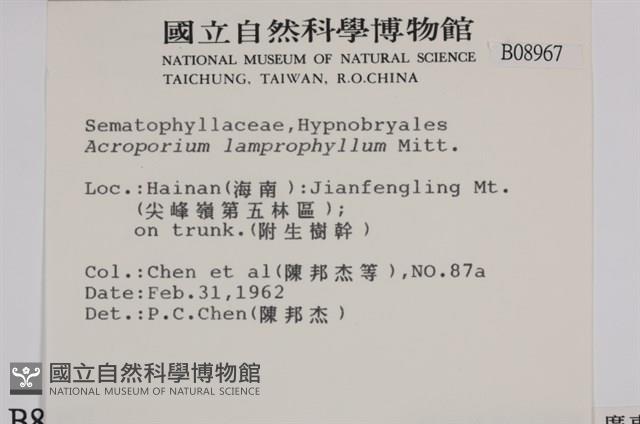 國立自然科學博物館
NATIONAL MUSEUM OF NATURAL SCIENCE
TAICHUNG, TAIWAN, R.O.CHINA
B08967
Sematophyllaceae,Hypnobryales
Acroporium lamprophyllum Mitt.
Loc.:Hainan(海南):Jianfengling Mt.
(尖峰嶺第五林區);
on trunk.(附生樹幹)
Col.:Chen et al(陳邦杰等),NO.87a
Date:Feb.31,1962
Det.:P.C.Chen(陳邦杰)
國立自然科學博物館
NATIONAL MUSEUM OF NATURAL SCIENCE